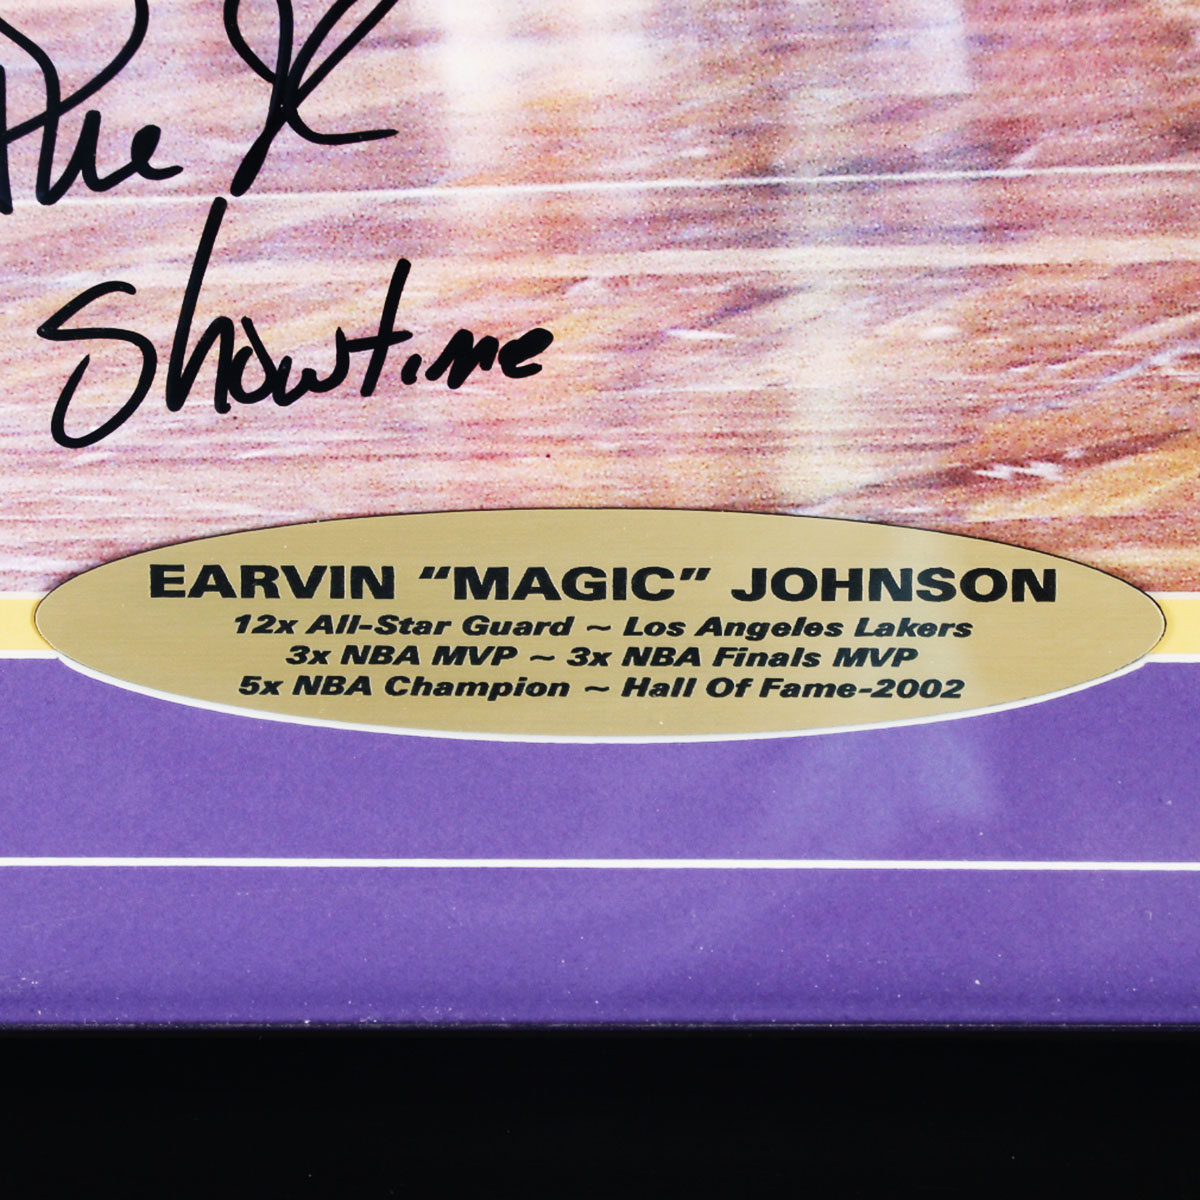 Showtime
EARVIN “MAGIC” JOHNSON
12x All-Star Guard ~ Los Angeles Lakers
3x NBA MVP ~ 3x NBA Finals MVP
5x NBA Champion ~ Hall Of Fame-2002